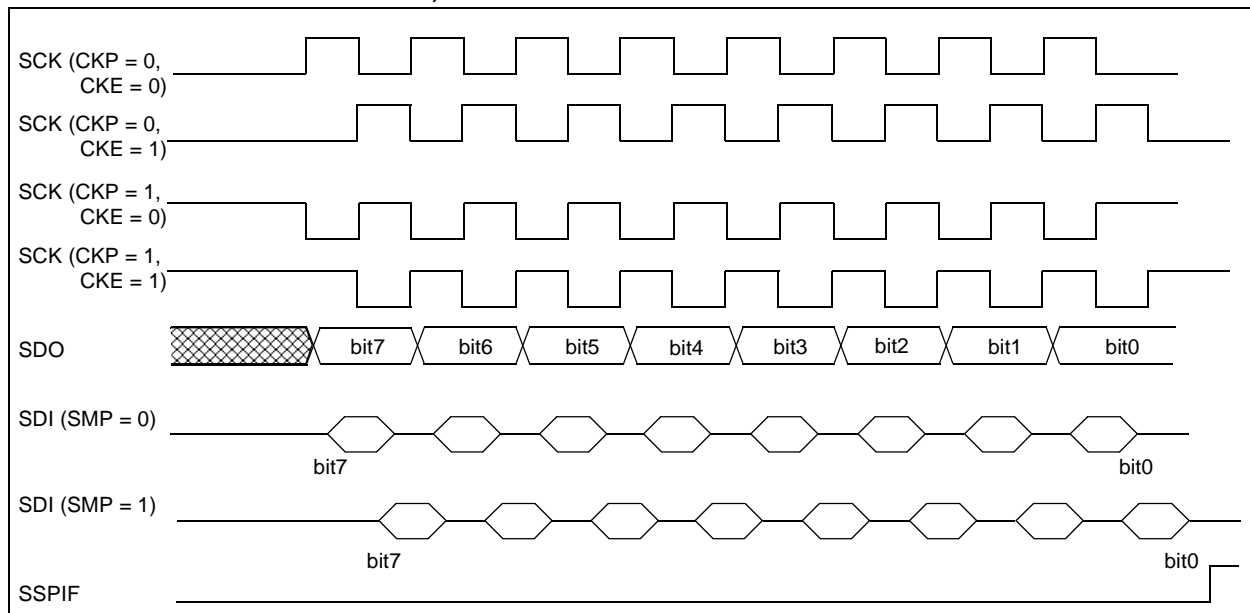 SCK (CKP = 0,
CKE = 0)
SCK (CKP = 0,
CKE = 1)
SCK (CKP = 1,
CKE = 0)
SCK (CKP = 1,
CKE = 1)
SDO bit7 bit6 bit5 bit4 bit3 bit2 bit1 bit0
SDI (SMP = 0)
bit7 bit0
SDI (SMP = 1)
bit7 bit0
SSPIF